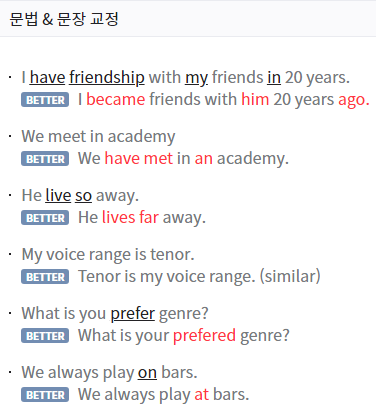 문법 & 문장 교정
· I have friendship with my friends in 20 years.
BETTER I became friends with him 20 years ago.
· We meet in academy
BETTER We have met in an academy.
· He live so away.
BETTER He lives far away.
· My voice range is tenor.
BETTER Tenor is my voice range. (similar)
· What is you prefer genre?
BETTER What is your prefered genre?
· We always play on bars.
BETTER We always play at bars.